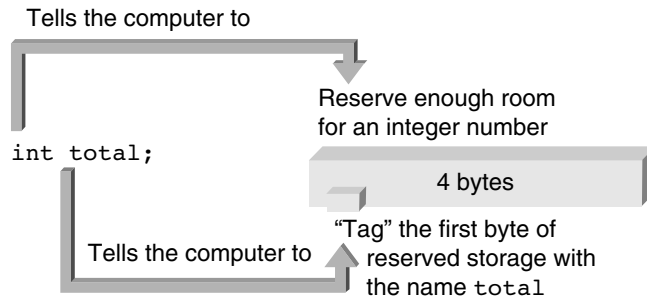 Tells the computer to
Reserve enough room
for an integer number
int total;
4 bytes
“Tag” the first byte of
reserved storage with
the name total
Tells the computer to